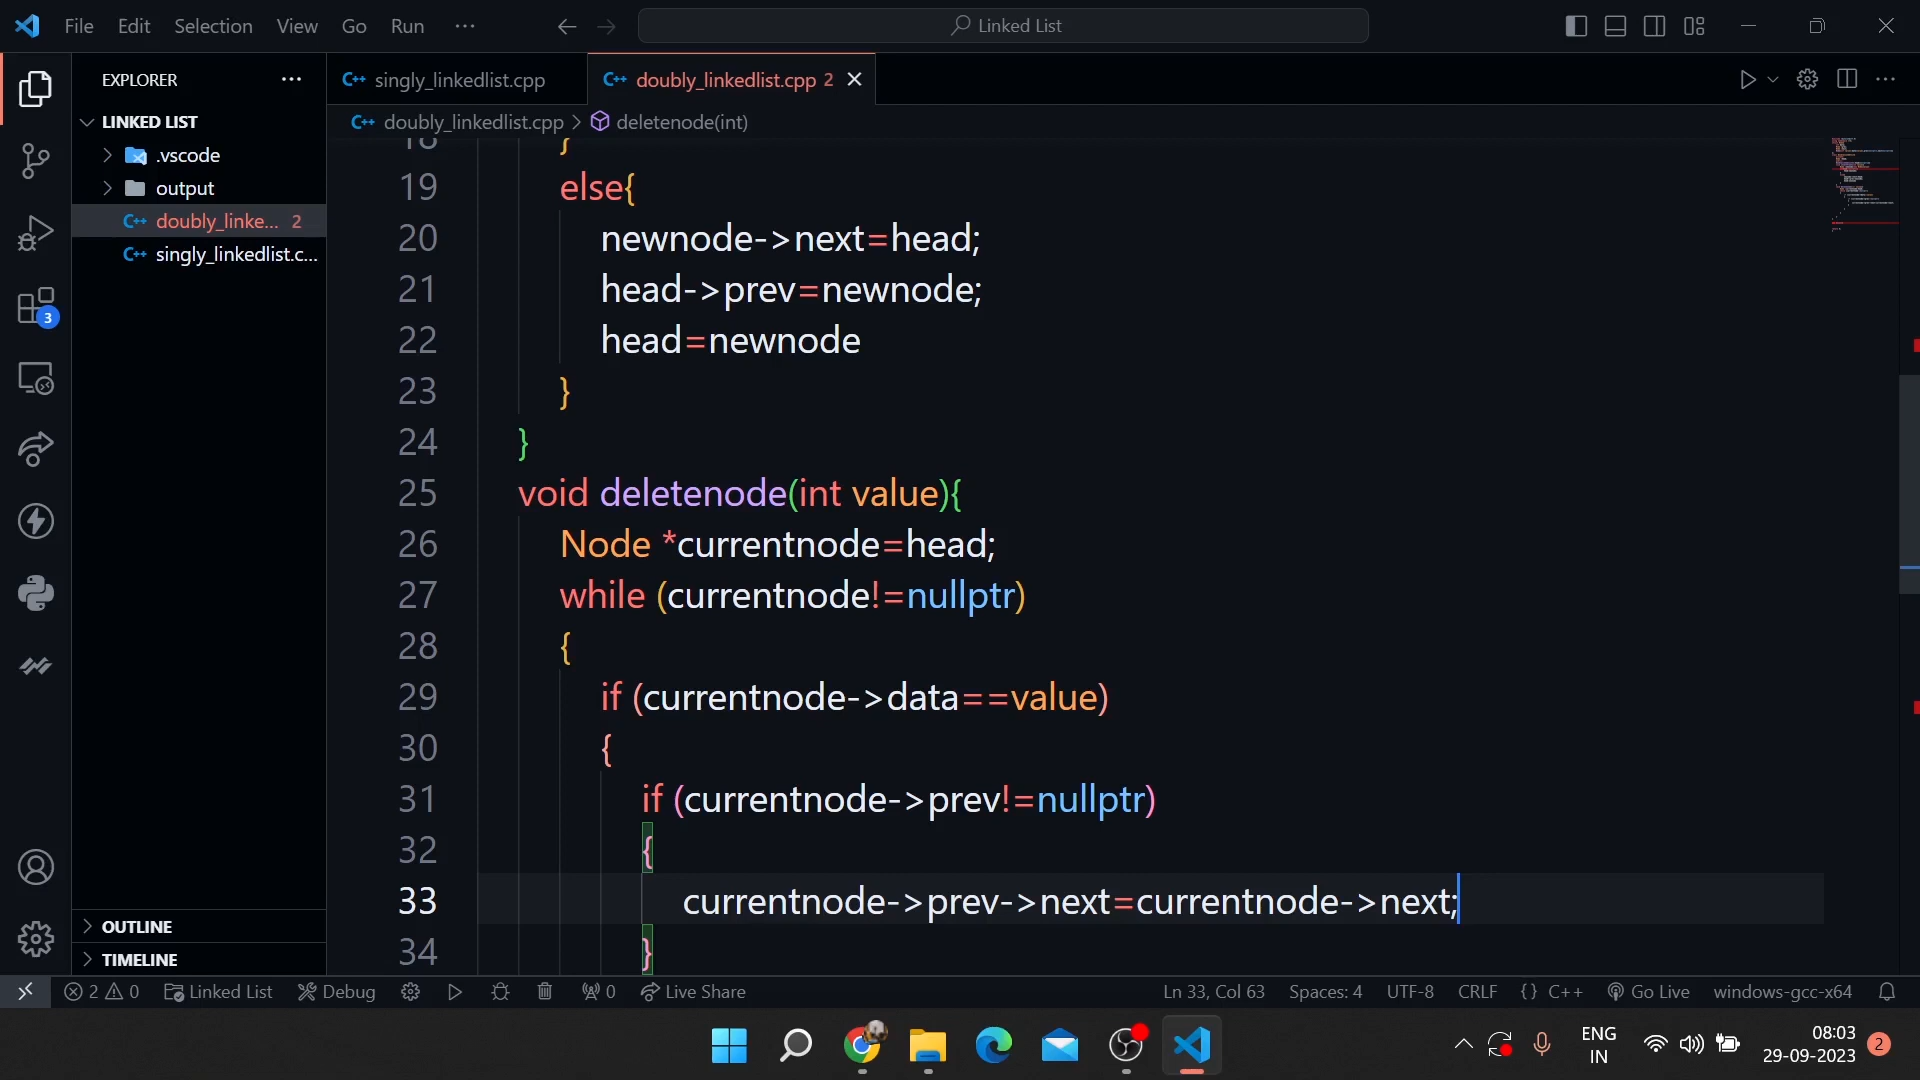 File Edit Selection View Go Run ··· Linked List
EXPLORER ···
LINKED LIST
.vscode
output
C++ doubly_linke... 2
C++ singly_linkedlist.c...
3
OUTLINE
TIMELINE
C++ singly_linkedlist.cpp C++ doubly_linkedlist.cpp 2
C++ doubly_linkedlist.cpp > deletenode(int)
18 }
19 else{
20 newnode->next=head;
21 head->prev=newnode;
22 head=newnode
23 }
24 }
25 void deletenode(int value){
26 Node *currentnode=head;
27 while (currentnode!=nullptr)
28 {
29 if (currentnode->data==value)
30 {
31 if (currentnode->prev!=nullptr)
32 {
33 currentnode->prev->next=currentnode->next;
34 }
2 0 Linked List Debug 0 Live Share Ln 33, Col 63 Spaces: 4 UTF-8 CRLF {} C++ Go Live windows-gcc-x64
ENG
IN
08:03
29-09-2023
2